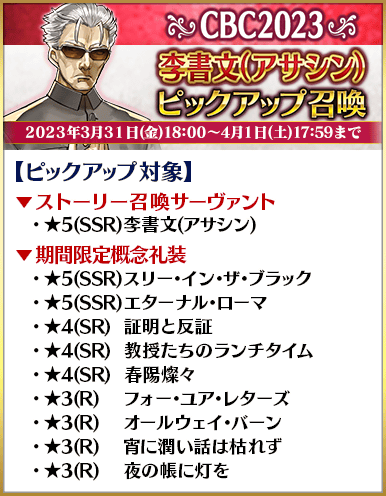 CBC2023
李書文(アサシン)
ピックアップ召喚
2023年3月31日(金)18:00～4月1日(土)17:59まで
【ピックアップ対象】
▼ストーリー召喚サーヴァント
・★5(SSR)李書文(アサシン)
▼期間限定概念礼装
・★5(SSR)スリー・イン・ザ・ブラック
・★5(SSR)エターナル・ローマ
・★4(SR) 証明と反証
・★4(SR) 教授たちのランチタイム
・★4(SR) 春陽燦々
・★3(R) フォー・ユア・レターズ
・★3(R) オールウェイ・バーン
・★3(R) 宵に潤い話は枯れず
・★3(R) 夜の帳に灯を